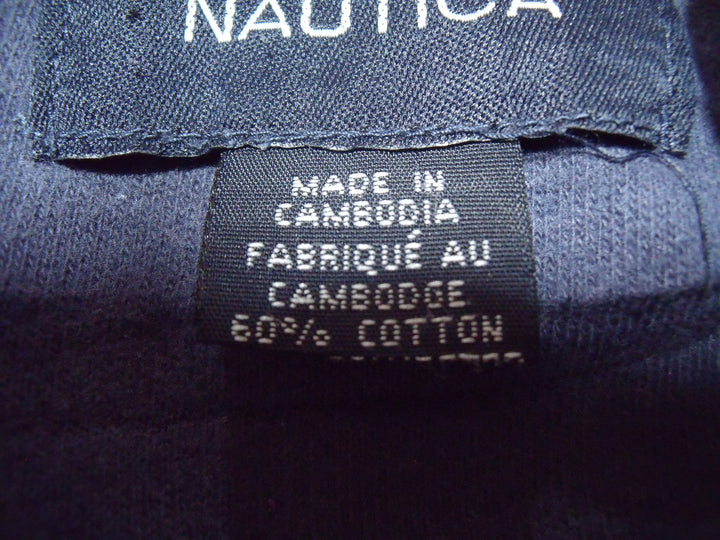 NAUTICA
MADE IN
CAMBODIA
FABRIQUÉ AU
CAMBODGE
60% COTTON